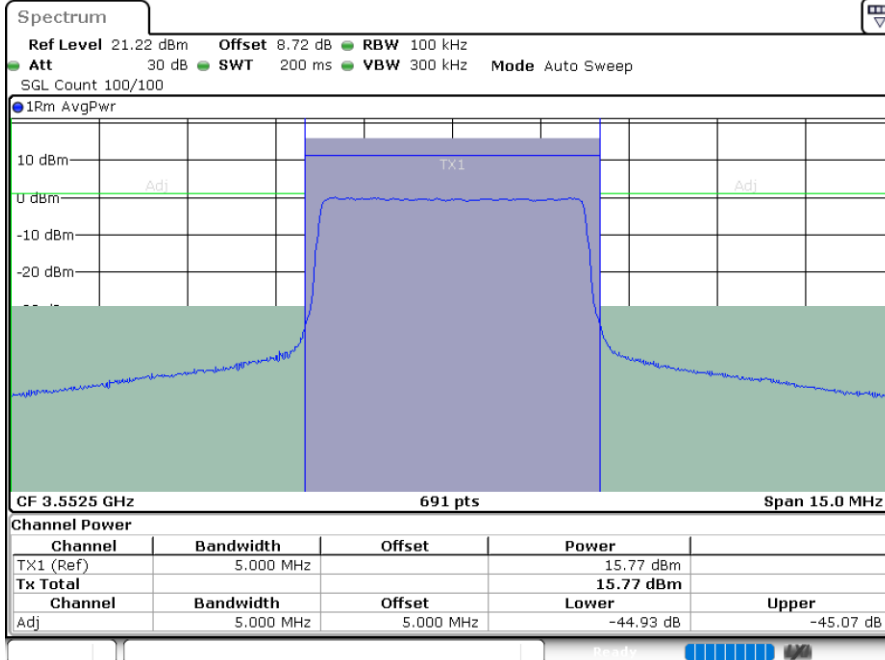 Spectrum
Ref Level 21.22 dBm Offset 8.72 dB RBW 100 kHz
Att 30 dB SWT 200 ms VBW 300 kHz Mode Auto Sweep
SGL Count 100/100
1Rm AvgPwr
10 dBm
TX1
Adj Adj
0 dBm
-10 dBm
-20 dBm
CF 3.5525 GHz 691 pts Span 15.0 MHz
Channel Power
Channel Bandwidth Offset Power
TX1 (Ref) 5.000 MHz 15.77 dBm
Tx Total 15.77 dBm
Channel Bandwidth Offset Lower Upper
Adj 5.000 MHz 5.000 MHz -44.93 dB -45.07 dB
Ready